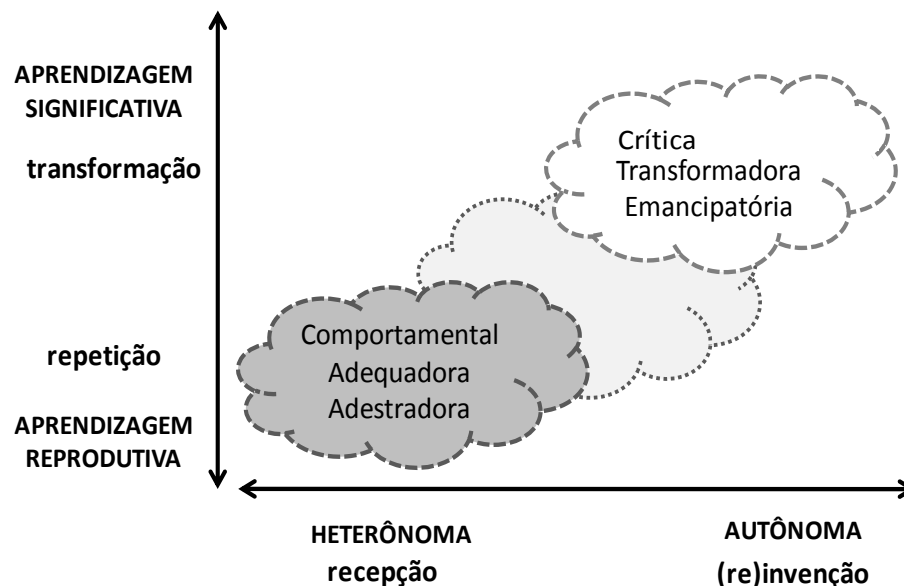 APRENDIZAGEM
SIGNIFICATIVA
transformação
repetição
APRENDIZAGEM
REPRODUTIVA
Crítica
Transformadora
Emancipatória
Comportamental
Adequadora
Adestradora
HETERÔNOMA
recepção
AUTÔNOMA
(re)invenção